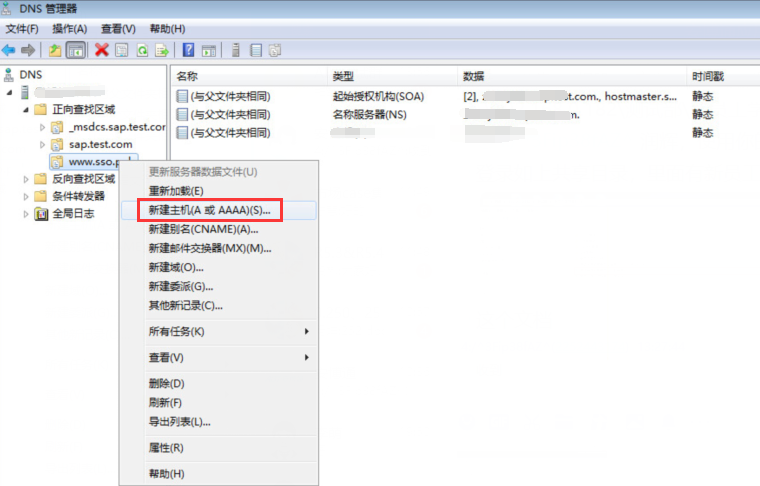 DNS 管理器
文件(F) 操作(A) 查看(V) 帮助(H)
DNS
正向查找区域
_msdcs.sap.test.cor
sap.test.com
www.sso.
反向查找区域
条件转发器
全局日志
名称 类型 数据 时间戳
(与父文件夹相同) 起始授权机构(SOA) [2], est.com., hostmaster.s... 静态
(与父文件夹相同) 名称服务器(NS) m. 静态
(与父文件夹相同) 静态
更新服务器数据文件(U)
重新加载(E)
新建主机(A 或 AAAA)(S)...
新建别名(CNAME)(A)...
新建邮件交换器(MX)(M)...
新建域(O)...
新建委派(G)...
其他新记录(C)...
所有任务(K)
查看(V)
删除(D)
刷新(F)
导出列表(L)...
属性(R)
帮助(H)